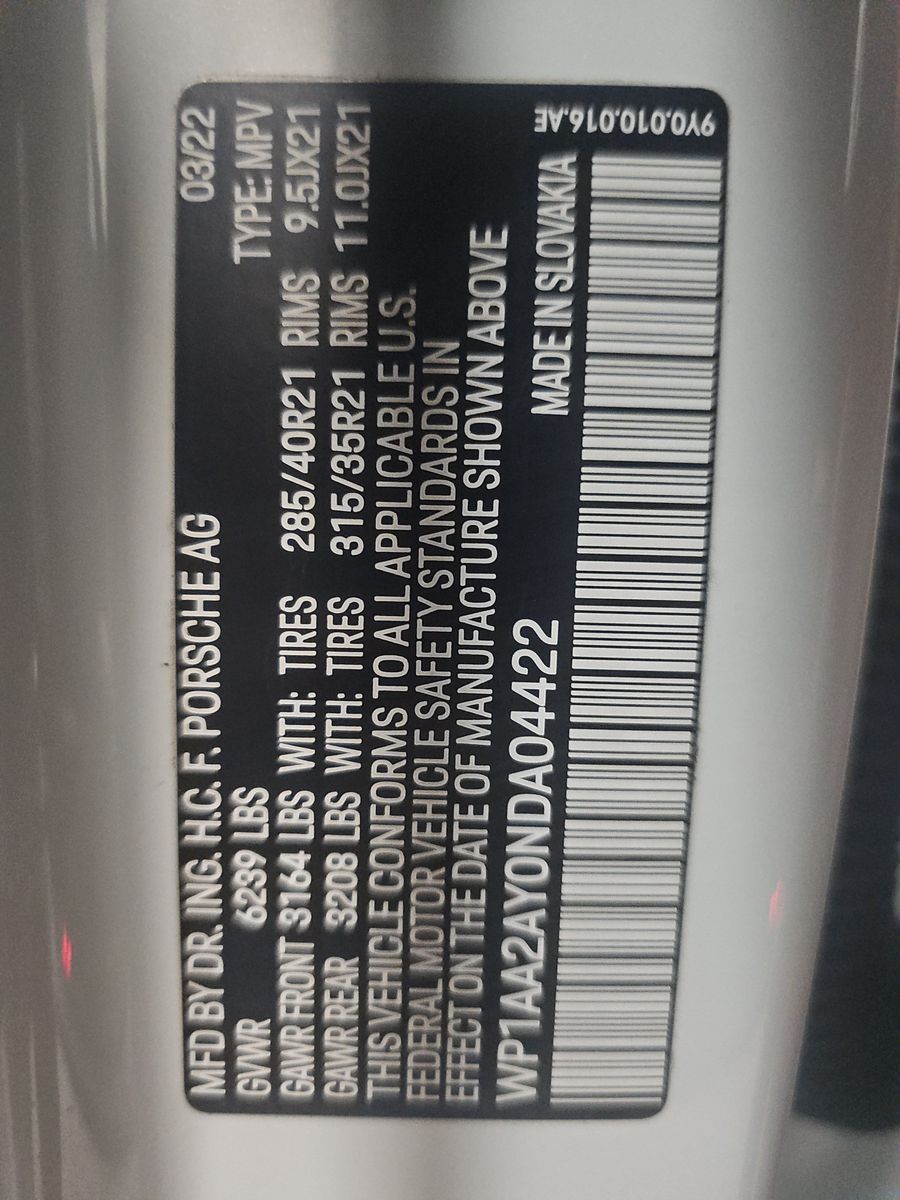 MFD BY DR. ING. H.C. F. PORSCHE AG 03/22
GVWR 6239 LBS TYPE: MPV
GAWR FRONT 3164 LBS WITH: TIRES 285/40R21 RIMS 9.5JX21
GAWR REAR 3208 LBS WITH: TIRES 315/35R21 RIMS 11.0JX21
THIS VEHICLE CONFORMS TO ALL APPLICABLE U.S.
FEDERAL MOTOR VEHICLE SAFETY STANDARDS IN
EFFECT ON THE DATE OF MANUFACTURE SHOWN ABOVE
WP1AA2AY0NDA04422 MADE IN SLOVAKIA
9Y0.010.016.AE